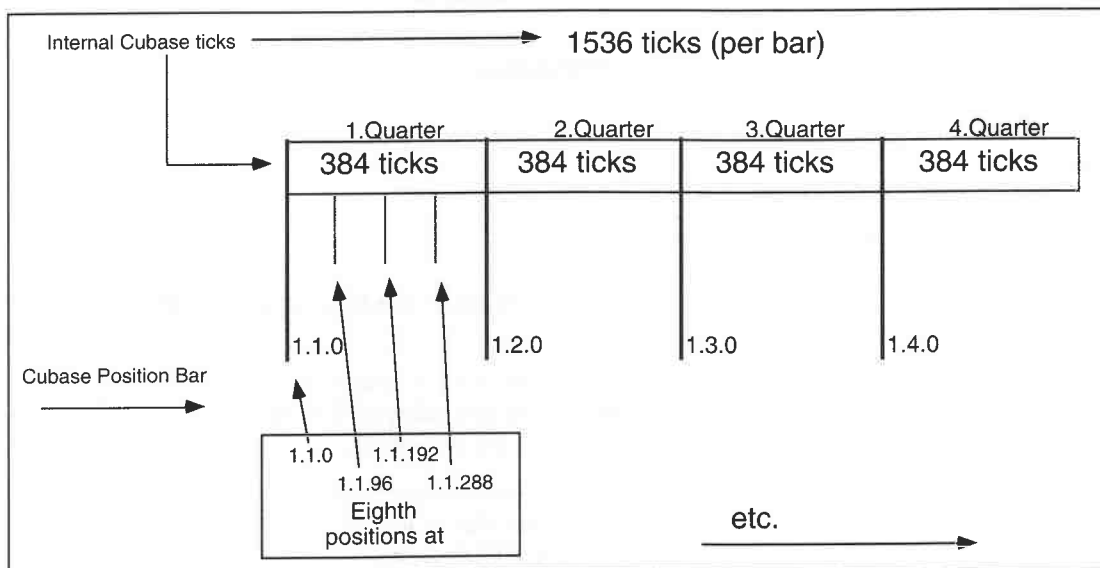 Internal Cubase ticks
1536 ticks (per bar)
1.Quarter 2.Quarter 3.Quarter 4.Quarter
384 ticks 384 ticks 384 ticks 384 ticks
1.1.0 1.2.0 1.3.0 1.4.0
Cubase Position Bar
1.1.0 1.1.192
1.1.96 1.1.288
Eighth
positions at
etc.